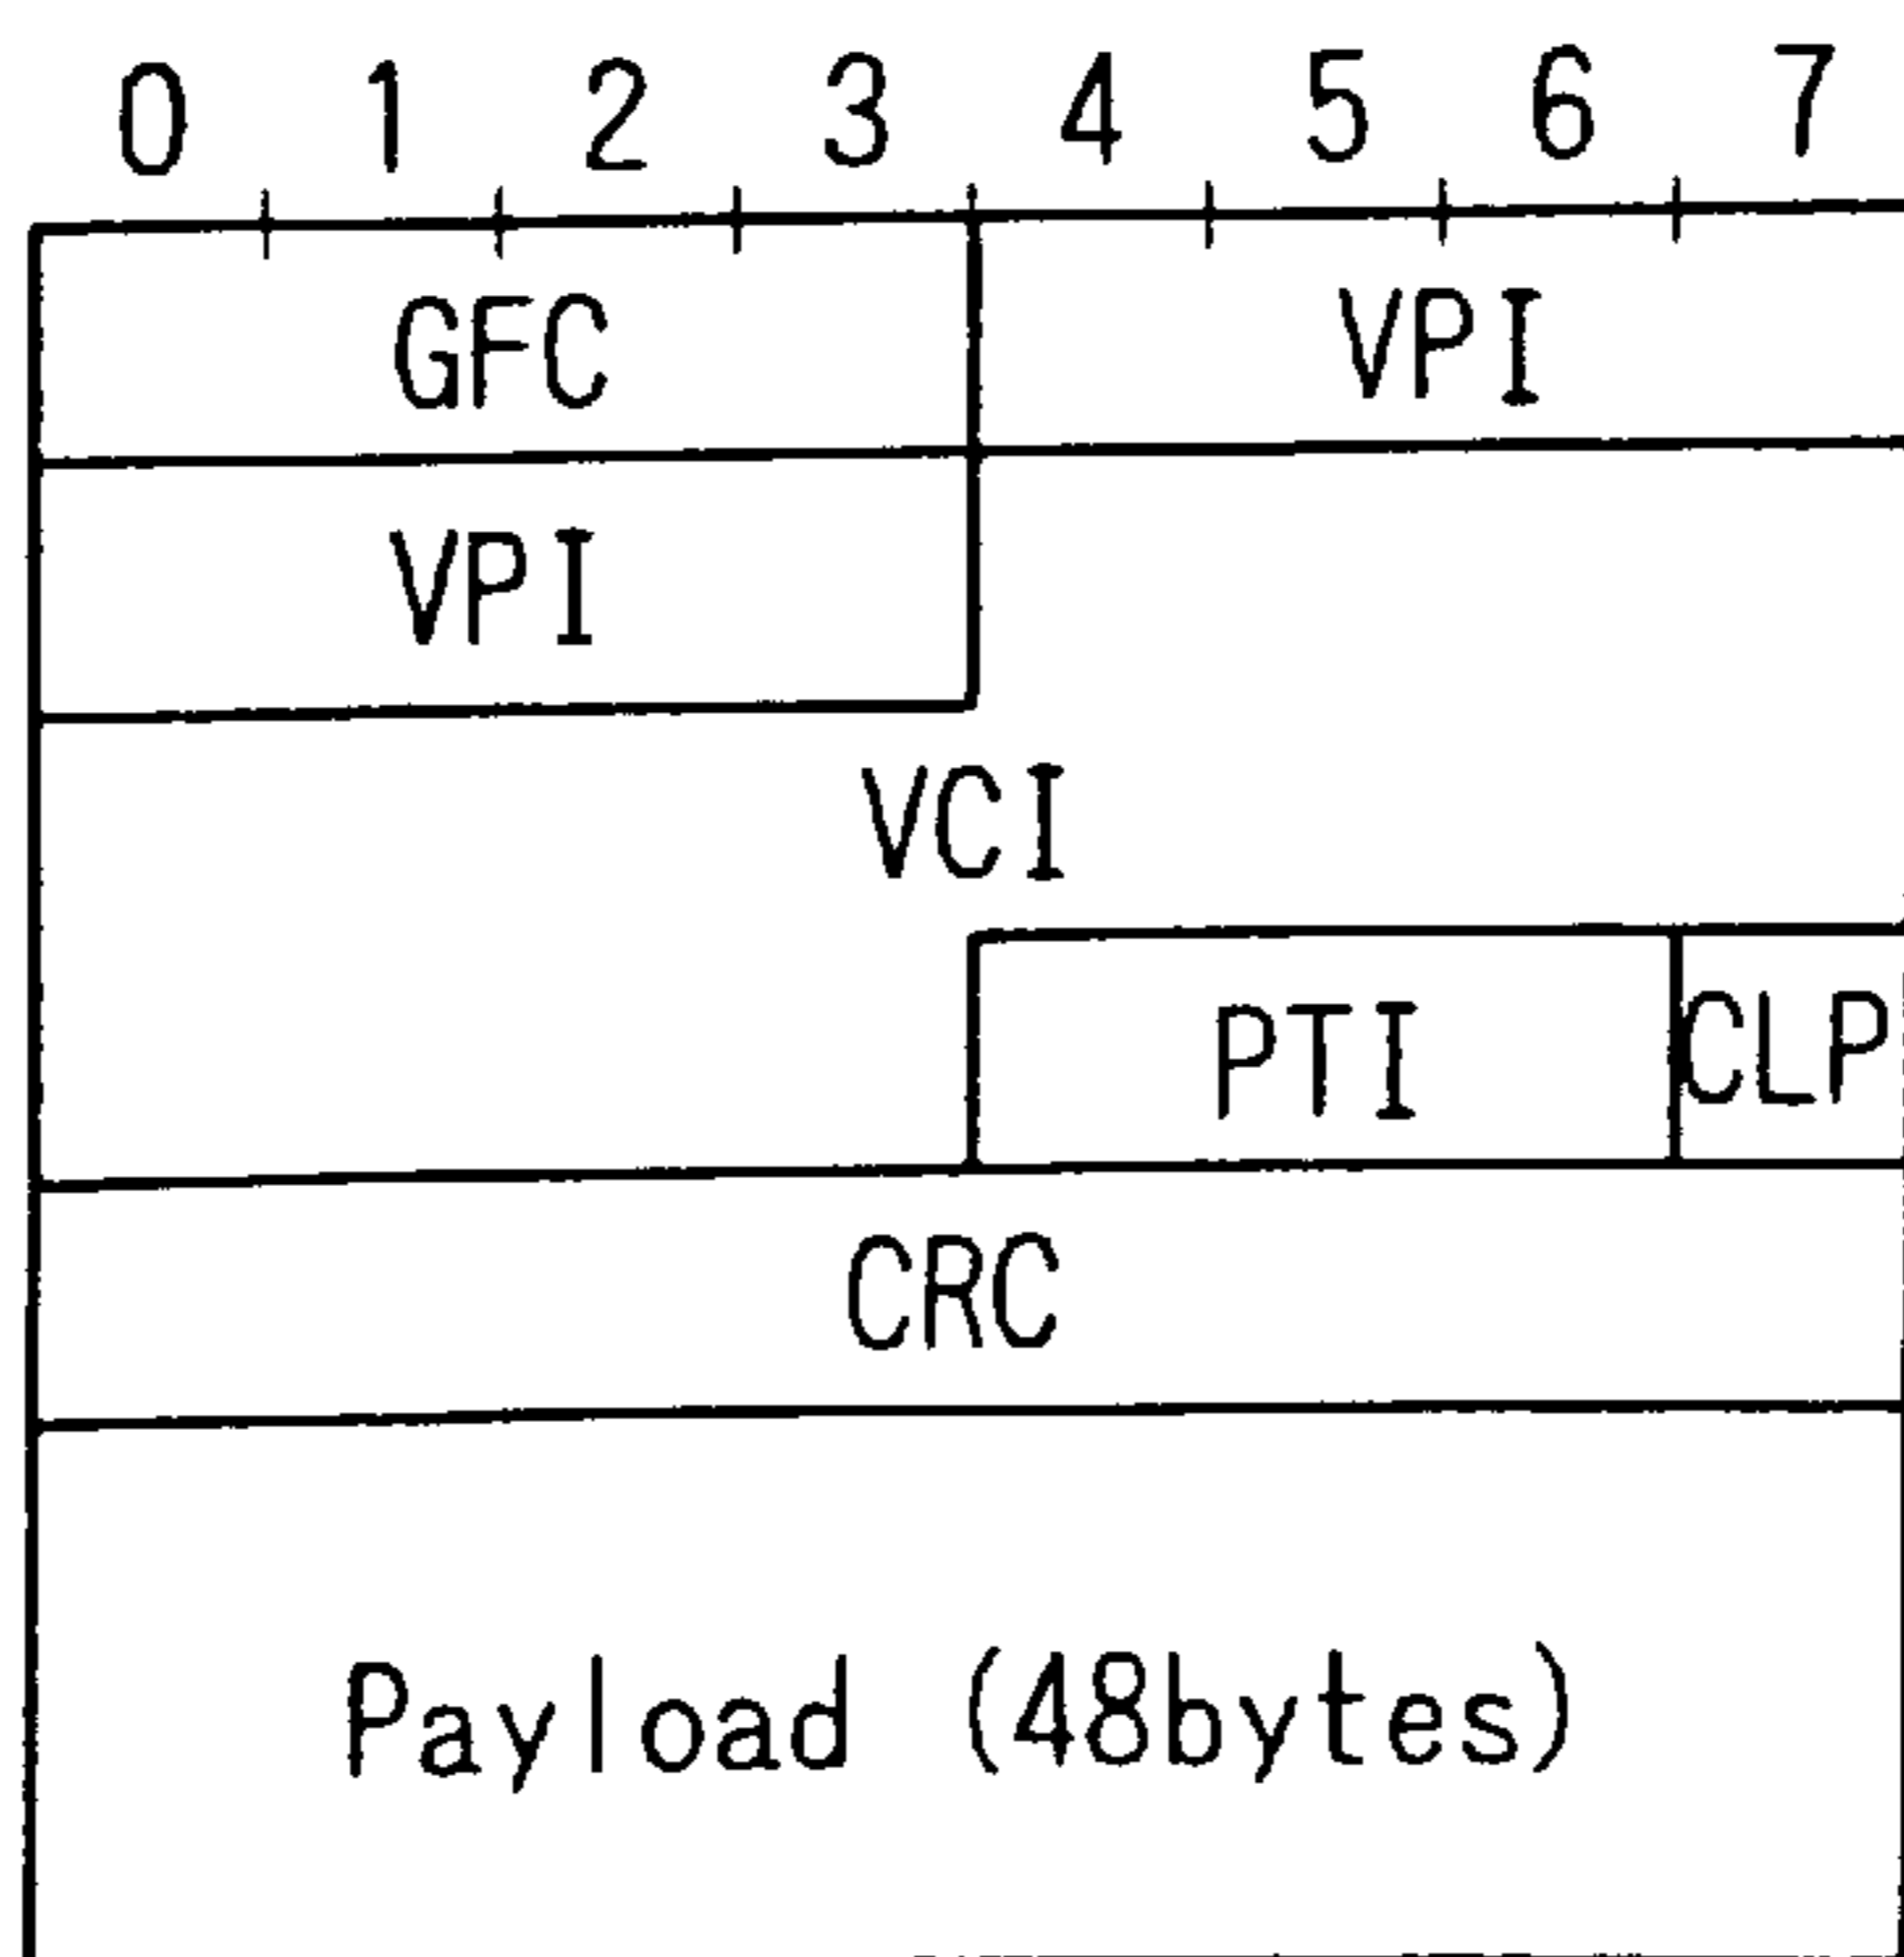 0 1 2 3 4 5 6 7
GFC VPI
VPI
VCI
PTI CLP
CRC
Payload (48bytes)